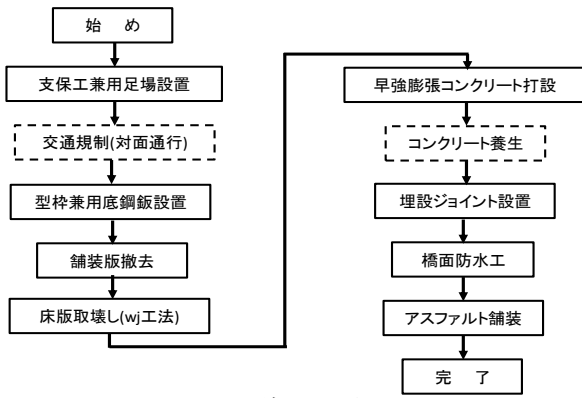 始　め
支保工兼用足場設置
交通規制(対面通行)
型枠兼用底鋼鈑設置
舗装版撤去
床版取壊し(wj工法)
早強膨張コンクリート打設
コンクリート養生
埋設ジョイント設置
橋面防水工
アスファルト舗装
完　了